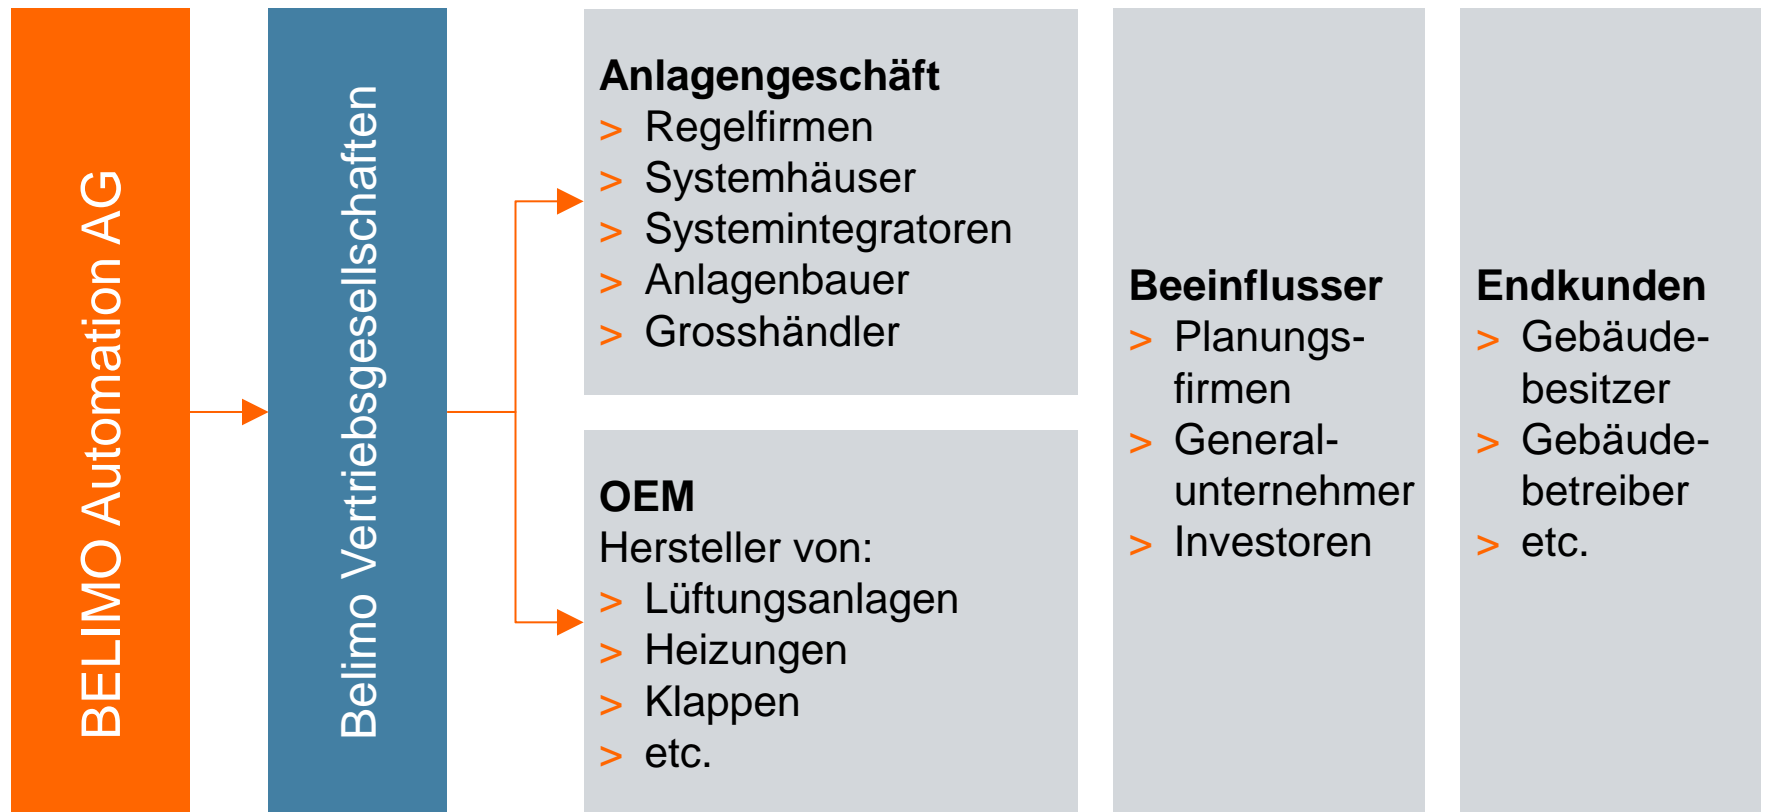 BELIMO Automation AG
Belimo Vertriebsgesellschaften
Anlagengeschäft
> Regelfirmen
> Systemhäuser
> Systemintegratoren
> Anlagenbauer
> Grosshändler
OEM
Hersteller von:
> Lüftungsanlagen
> Heizungen
> Klappen
> etc.
Beeinflusser
> Planungs-
firmen
> General-
unternehmer
> Investoren
Endkunden
> Gebäude-
besitzer
> Gebäude-
betreiber
> etc.